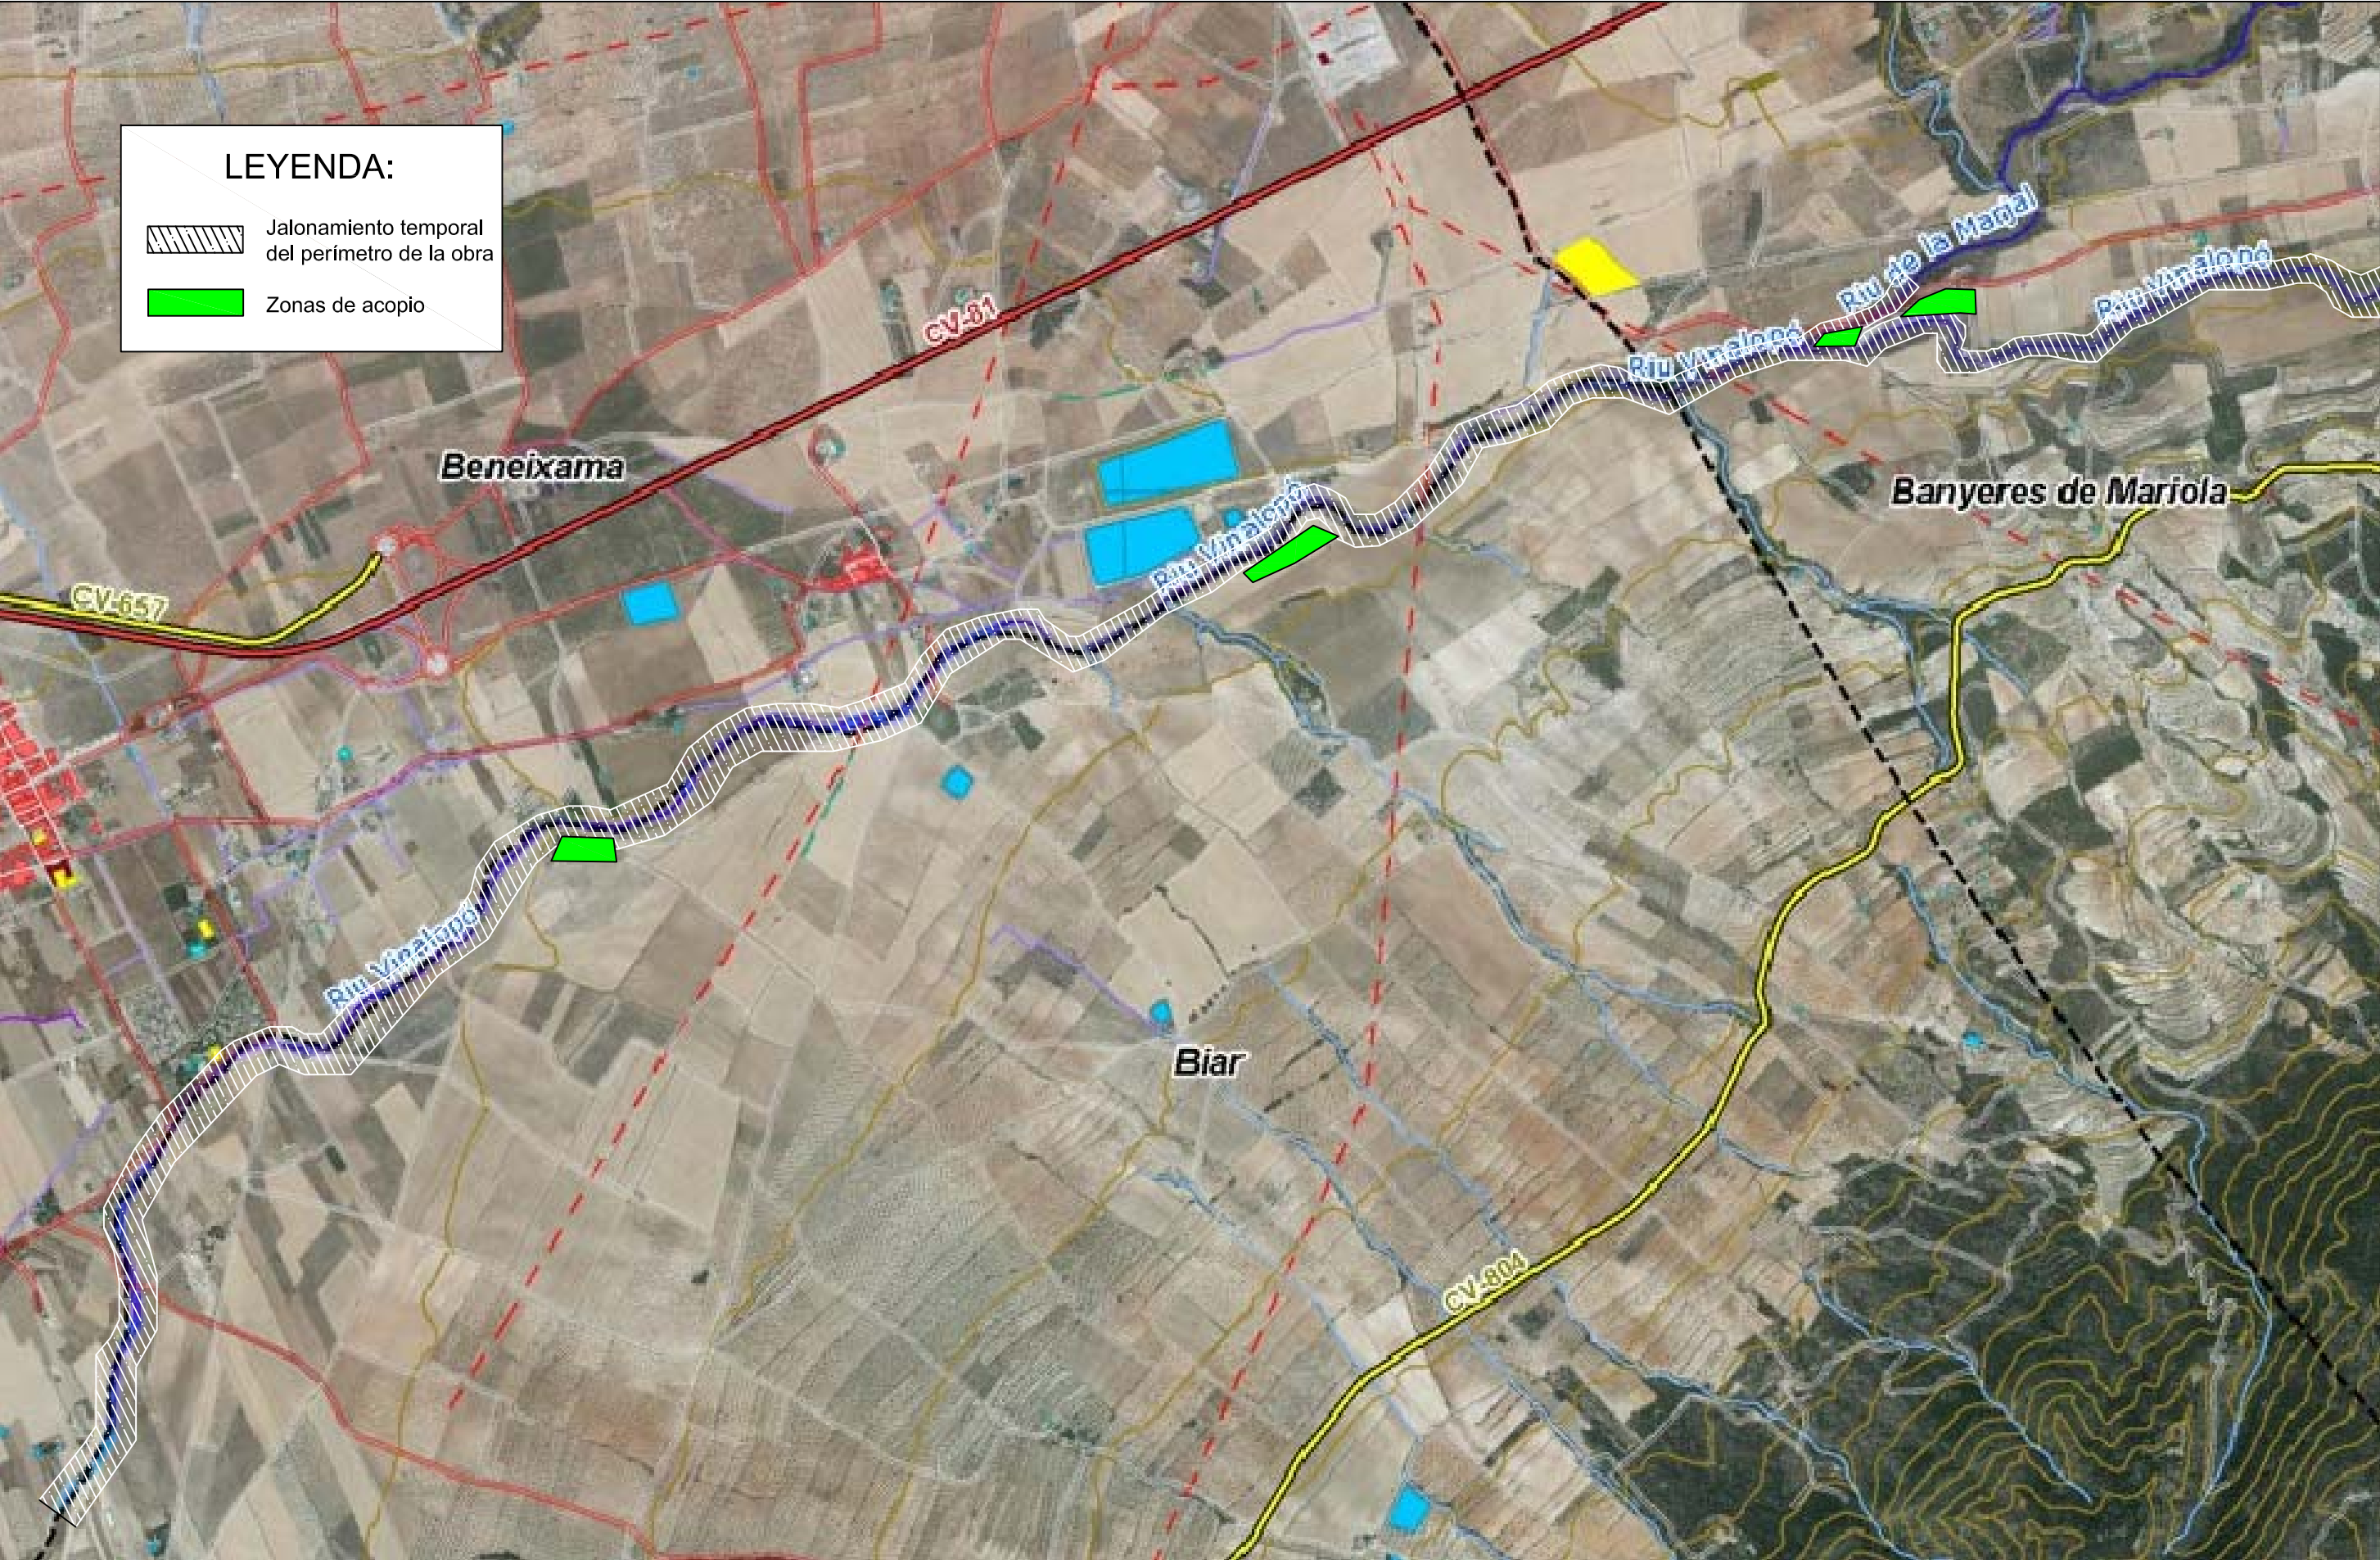 LEYENDA:
Jalonamiento temporal
del perímetro de la obra
Zonas de acopio
Riu de la Marjal
Riu Vinalopó
Riu Vinalopó
CV-81
Beneixama
Banyeres de Mariola
Riu Vinalopó
CV-657
Riu Vinalopó
Biar
CV-804